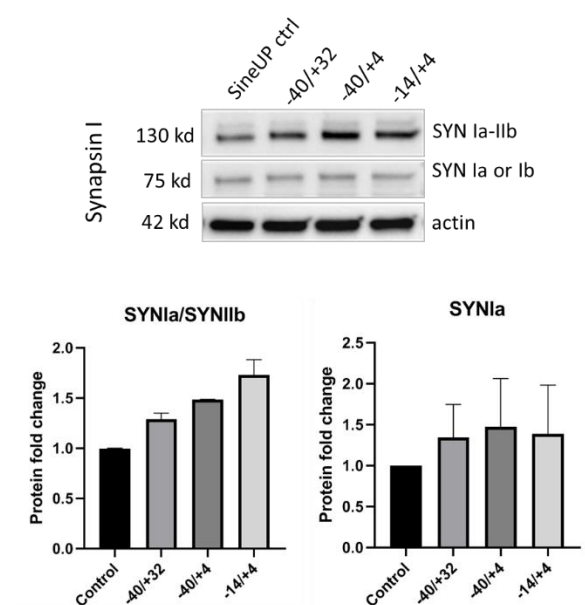 SineUP ctrl
-40/+32
-40/+4
-14/+4
Synapsin I
130 kd
SYN Ia-IIb
75 kd
SYN Ia or Ib
42 kd
actin
SYNIa/SYNIIb
Protein fold change
2.0
1.5
1.0
0.5
0.0
Control
-40/+32
-40/+4
-14/+4
SYNIa
Protein fold change
2.5
2.0
1.5
1.0
0.5
0.0
Control
-40/+32
-40/+4
-14/+4